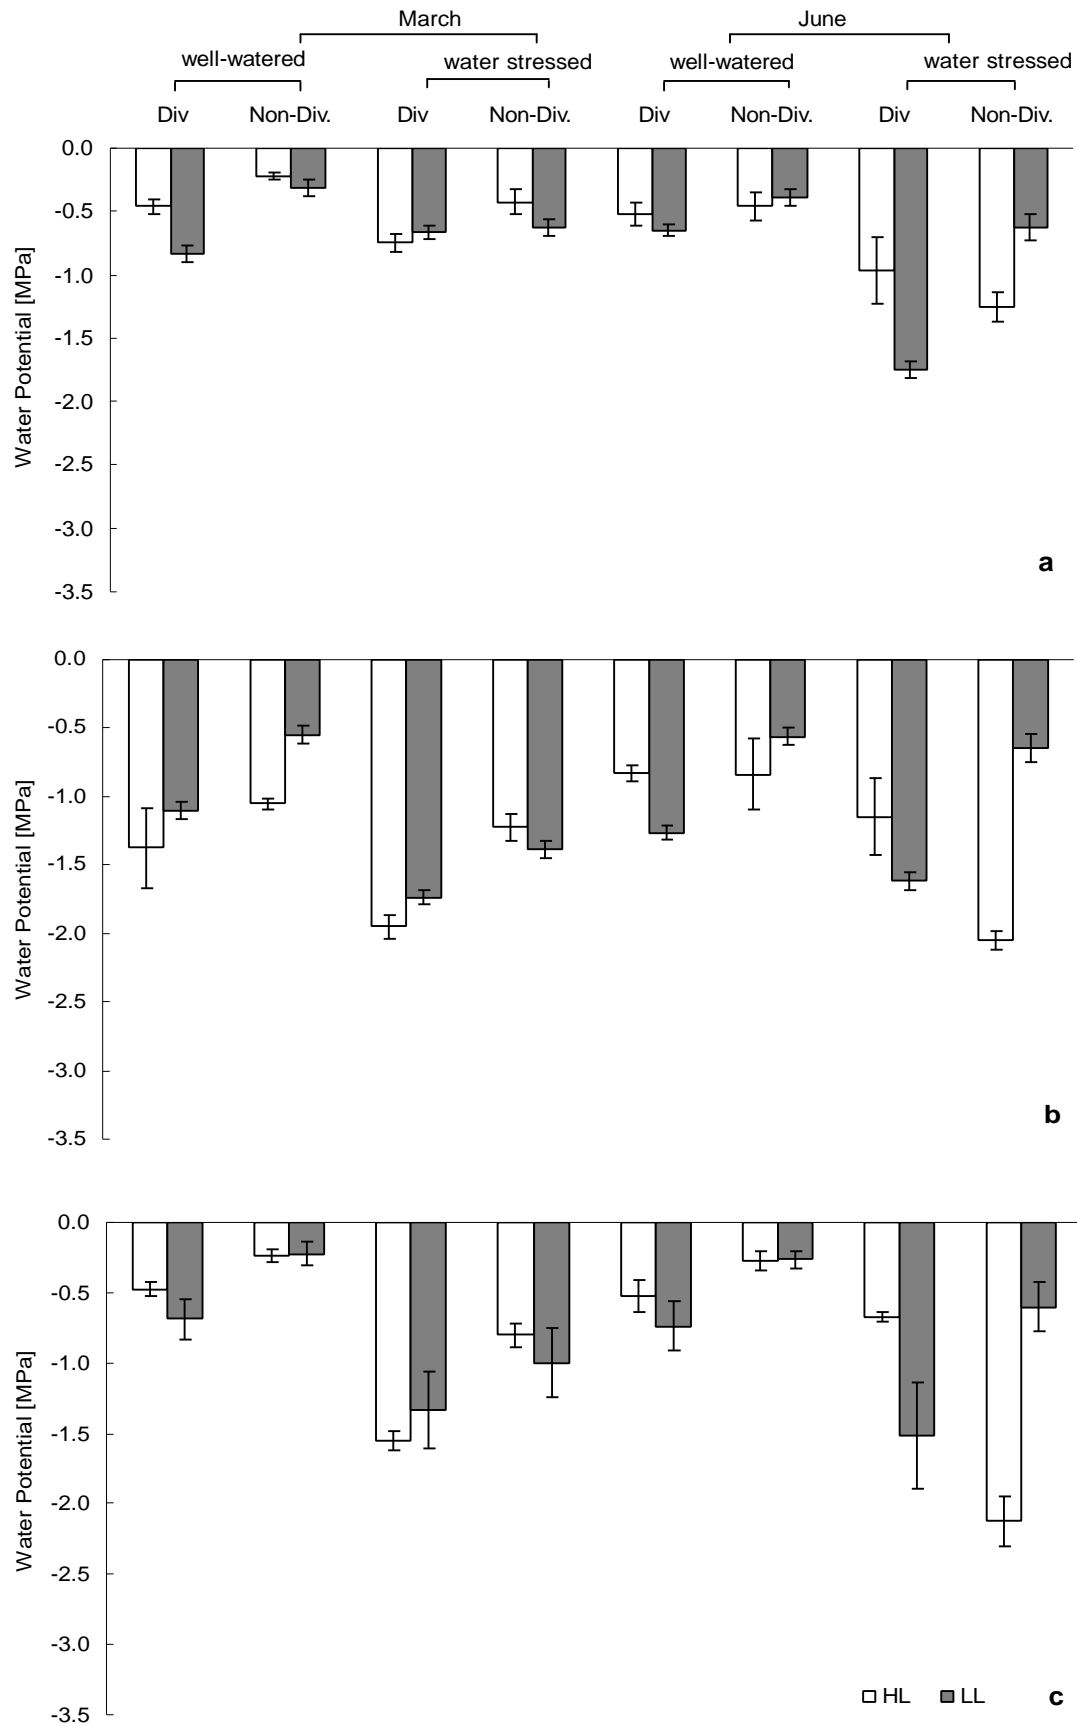 March June
well-watered water stressed well-watered water stressed
Div Non-Div. Div Non-Div. Div Non-Div. Div Non-Div.
Water Potential [MPa]
0.0
-0.5
-1.0
-1.5
-2.0
-2.5
-3.0
-3.5
a
Water Potential [MPa]
0.0
-0.5
-1.0
-1.5
-2.0
-2.5
-3.0
-3.5
b
Water Potential [MPa]
0.0
-0.5
-1.0
-1.5
-2.0
-2.5
-3.0
-3.5
HL LL c